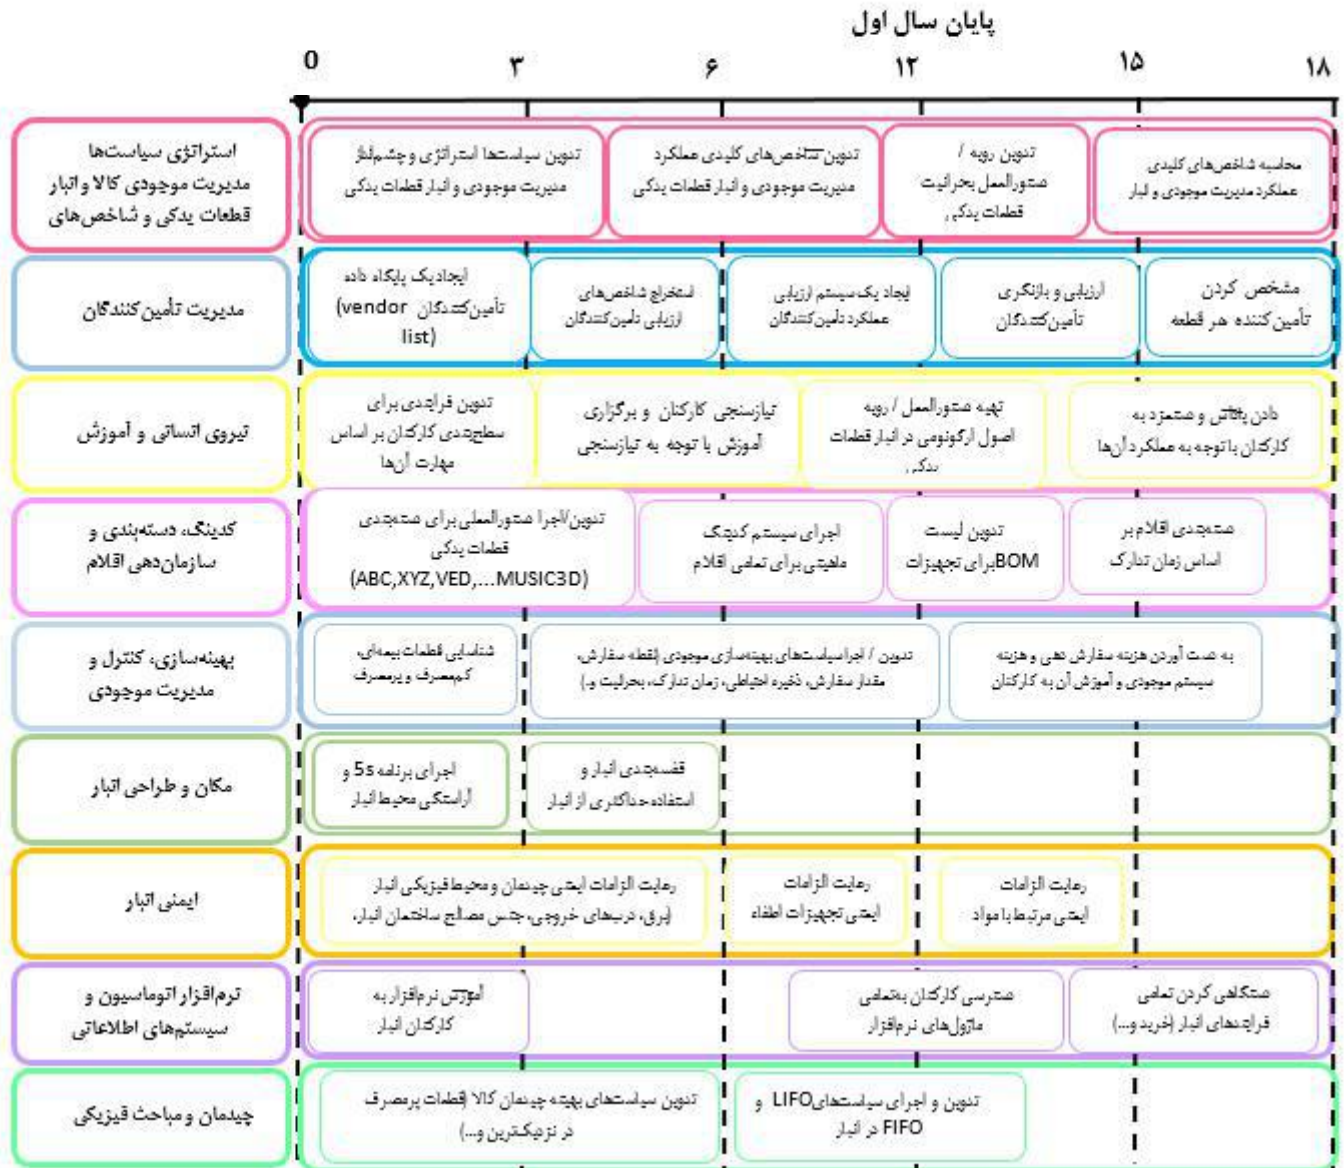 پایان سال اول
0
۳
۶
۱۲
۱۵
۱۸
استراتژی سیاست‌ها
مدیریت موجودی کالا و انبار
قطعات یدکی و شاخص‌های
تدوین سیاست‌ها استراتژی و چشم‌انداز
مدیریت موجودی و انبار قطعات یدکی
تدوین شاخص‌های کلیدی عملکرد
مدیریت موجودی و انبار قطعات یدکی
تدوین رویه /
دستورالعمل بحرانیت
قطعات یدکی
محاسبه شاخص‌های کلیدی
عملکرد مدیریت موجودی و انبار
مدیریت تأمین‌کنندگان
ایجاد یک پایگاه داده
تأمین‌کنندگان (vendor
list)
استخراج شاخص‌های
ارزیابی تأمین‌کنندگان
ایجاد یک سیستم ارزیابی
عملکرد تأمین‌کنندگان
ارزیابی و بازنگری
تأمین‌کنندگان
مشخص کردن
تأمین‌کننده هر قطعه
نیروی انسانی و آموزش
تدوین فرایندی برای
سطح‌بندی کارکنان بر اساس
مهارت آن‌ها
نیازسنجی کارکنان و برگزاری
آموزش با توجه به نیازسنجی
تهیه دستورالعمل / رویه
اصول ارگونومی در انبار قطعات
یدکی
دادن پاداش و دستمزد به
کارکنان با توجه به عملکرد آن‌ها
کدینگ، دسته‌بندی و
سازمان‌دهی اقلام
تدوین/اجرا دستورالعملی برای دسته‌بندی
قطعات یدکی
(ABC,XYZ,VED,...MUSIC3D)
اجرای سیستم کدینگ
ماهیتی برای تمامی اقلام
تدوین لیست
BOM برای تجهیزات
دسته‌بندی اقلام بر
اساس زمان تدارک
بهینه‌سازی، کنترل و
مدیریت موجودی
شناسایی قطعات بیمه‌ای،
کم‌مصرف و پرمصرف
تدوین / اجرا سیاست‌های بهینه‌سازی موجودی (نقطه سفارش،
مقدار سفارش، ذخیره احتیاطی، زمان تدارک، بحرانیت و..)
به دست آوردن هزینه سفارش دهی و هزینه
سیستم موجودی و آموزش آن به کارکنان
مکان و طراحی انبار
اجرای برنامه 5s و
آراستگی محیط انبار
قفسه‌بندی انبار و
استفاده حداکثری از انبار
ایمنی انبار
رعایت الزامات ایمنی چیدمان و محیط فیزیکی انبار
(برق، درب‌های خروجی، جنس مصالح ساختمان انبار،
رعایت الزامات
ایمنی تجهیزات اطفاء
رعایت الزامات
ایمنی مرتبط با مواد
نرم‌افزار اتوماسیون و
سیستم‌های اطلاعاتی
آموزش نرم‌افزار به
کارکنان انبار
دسترسی کارکنان به‌تمامی
ماژول‌های نرم‌افزار
دستگاهی کردن تمامی
فرایندهای انبار (خرید و...)
چیدمان و مباحث فیزیکی
تدوین سیاست‌های بهینه چیدمان کالا (قطعات پرمصرف
در نزدیک‌ترین و...)
تدوین و اجرای سیاست‌های LIFO و
FIFO در انبار